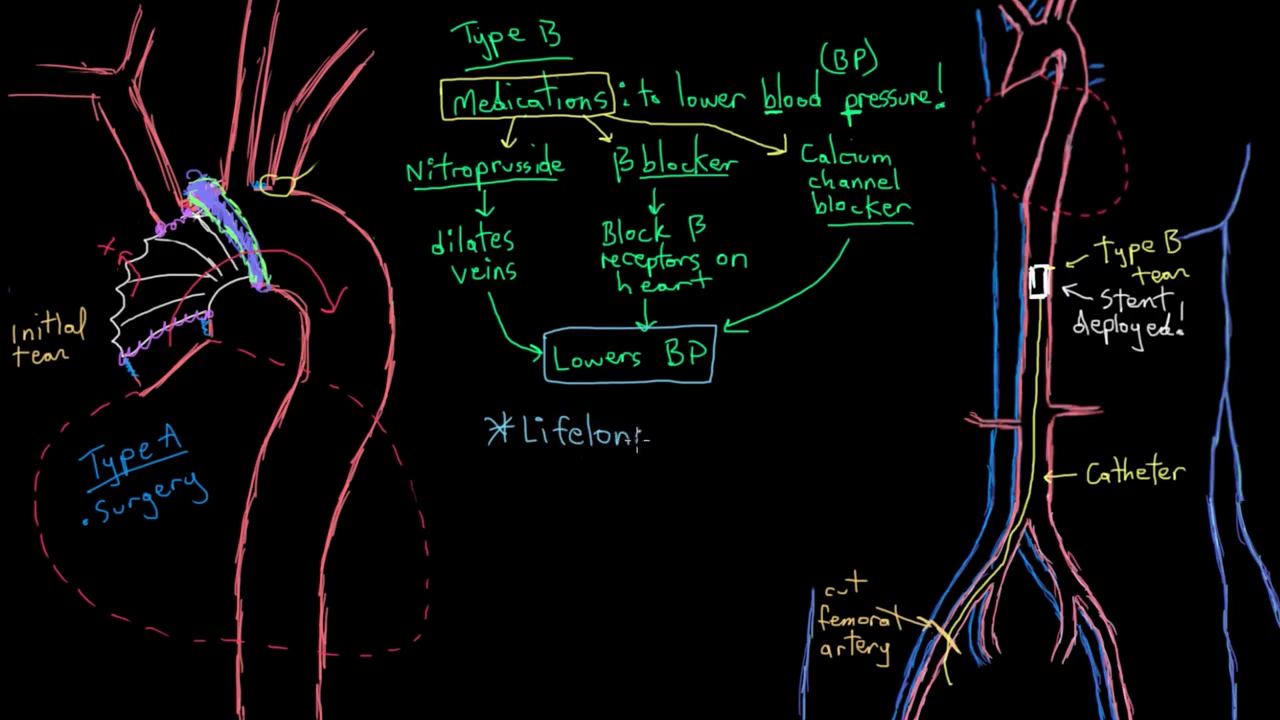 Type B
(BP)
Medications : to lower blood pressure!
Nitroprusside
β blocker
Calcium
channel
blocker
dilates
veins
Block β
receptors on
heart
Lowers BP
*Lifelon
Initial
tear
Type A
. Surgery
Type B
tear
Stent
deployed!
Catheter
cut
femoral
artery